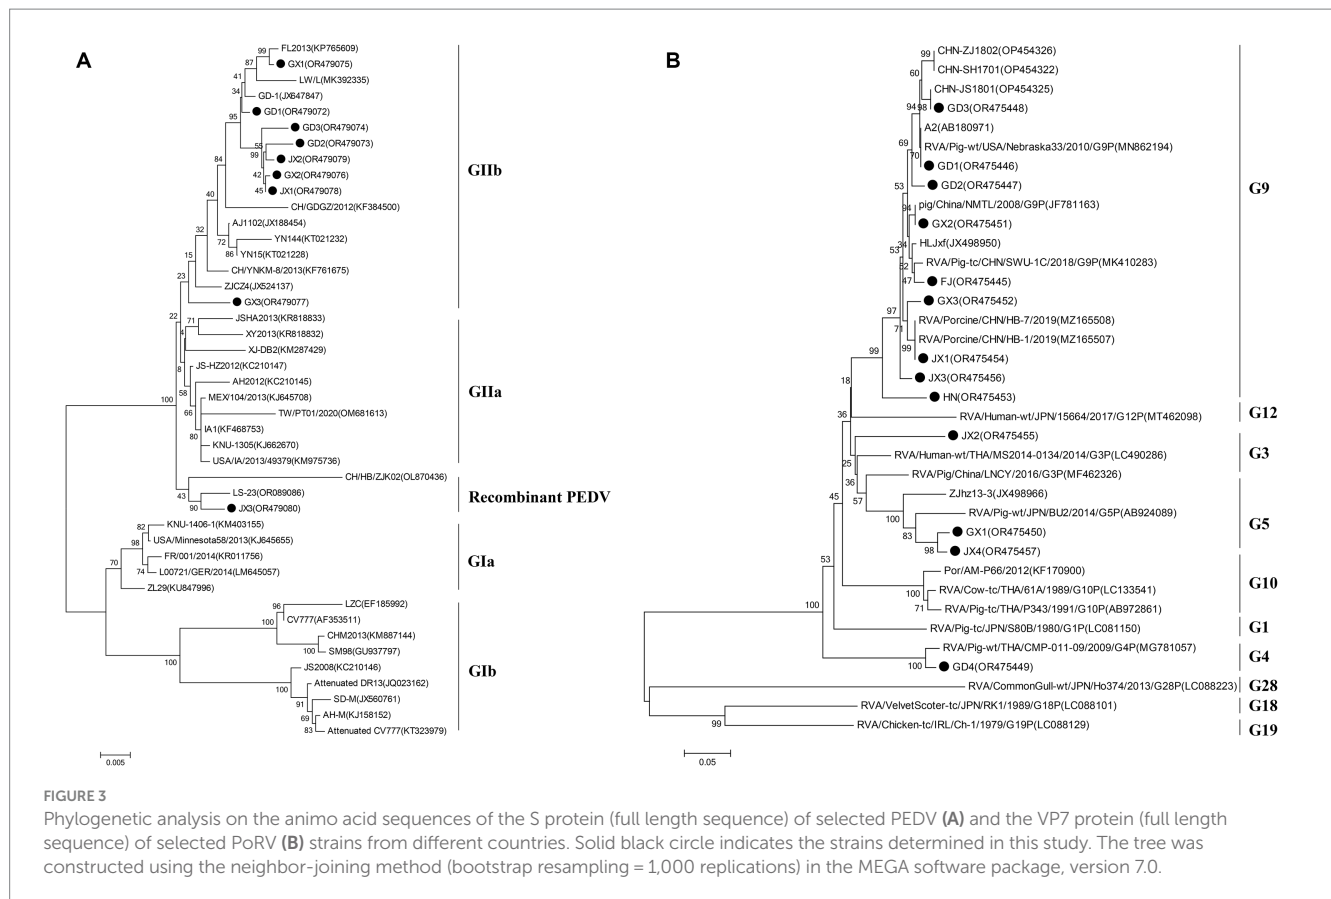 A
99
FL2013(KP765609)
GX1(OR479075)
87
LW/L(MK392335)
41
34
GD-1(JX647847)
GD1(OR479072)
95
GD3(OR479074)
55
GD2(OR479073)
99
JX2(OR479079)
42
GX2(OR479076)
45
JX1(OR479078)
84
CH/GDGZ/2012(KF384500)
40
AJ1102(JX188454)
72
YN144(KT021232)
86
YN15(KT021228)
32
CH/YNKM-8/2013(KF761675)
15
ZJCZ4(JX524137)
23
GX3(OR479077)
GIIb
22
71
JSHA2013(KR818833)
4
XY2013(KR818832)
XJ-DB2(KM287429)
8
JS-HZ2012(KC210147)
58
AH2012(KC210145)
MEX/104/2013(KJ645708)
66
TW/PT01/2020(OM681613)
IA1(KF468753)
80
KNU-1305(KJ662670)
USA/IA/2013/49379(KM975736)
GIIa
100
CH/HB/ZJK02(OL870436)
43
LS-23(OR089086)
90
JX3(OR479080)
Recombinant PEDV
82
KNU-1406-1(KM403155)
USA/Minnesota58/2013(KJ645655)
98
FR/001/2014(KR011756)
74
L00721/GER/2014(LM645057)
70
ZL29(KU847996)
GIa
LZC(EF185992)
96
CV777(AF353511)
100
CHM2013(KM887144)
100
SM98(GU937797)
100
JS2008(KC210146)
100
Attenuated DR13(JQ023162)
91
SD-M(JX560761)
69
AH-M(KJ158152)
83
Attenuated CV777(KT323979)
GIb
0.005
B
99
CHN-ZJ1802(OP454326)
CHN-SH1701(OP454322)
60
CHN-JS1801(OP454325)
94
98
GD3(OR475448)
A2(AB180971)
69
RVA/Pig-wt/USA/Nebraska33/2010/G9P(MN862194)
70
GD1(OR475446)
GD2(OR475447)
53
pig/China/NMTL/2008/G9P(JF781163)
94
GX2(OR475451)
34
HLJxf(JX498950)
53
RVA/Pig-tc/CHN/SWU-1C/2018/G9P(MK410283)
52
47
FJ(OR475445)
GX3(OR475452)
97
RVA/Porcine/CHN/HB-7/2019(MZ165508)
71
RVA/Porcine/CHN/HB-1/2019(MZ165507)
99
JX1(OR475454)
99
JX3(OR475456)
HN(OR475453)
G9
18
36
RVA/Human-wt/JPN/15664/2017/G12P(MT462098)
G12
JX2(OR475455)
RVA/Human-wt/THA/MS2014-0134/2014/G3P(LC490286)
25
RVA/Pig/China/LNCY/2016/G3P(MF462326)
G3
36
57
ZJhz13-3(JX498966)
45
100
RVA/Pig-wt/JPN/BU2/2014/G5P(AB924089)
83
GX1(OR475450)
98
JX4(OR475457)
G5
53
Por/AM-P66/2012(KF170900)
100
RVA/Cow-tc/THA/61A/1989/G10P(LC133541)
71
RVA/Pig-tc/THA/P343/1991/G10P(AB972861)
G10
100
RVA/Pig-tc/JPN/S80B/1980/G1P(LC081150)
G1
RVA/Pig-wt/THA/CMP-011-09/2009/G4P(MG781057)
100
GD4(OR475449)
G4
RVA/CommonGull-wt/JPN/Ho374/2013/G28P(LC088223)
G28
RVA/VelvetScoter-tc/JPN/RK1/1989/G18P(LC088101)
G18
99
RVA/Chicken-tc/IRL/Ch-1/1979/G19P(LC088129)
G19
0.05
FIGURE 3
Phylogenetic analysis on the animo acid sequences of the S protein (full length sequence) of selected PEDV (A) and the VP7 protein (full length
sequence) of selected PoRV (B) strains from different countries. Solid black circle indicates the strains determined in this study. The tree was
constructed using the neighbor-joining method (bootstrap resampling = 1,000 replications) in the MEGA software package, version 7.0.